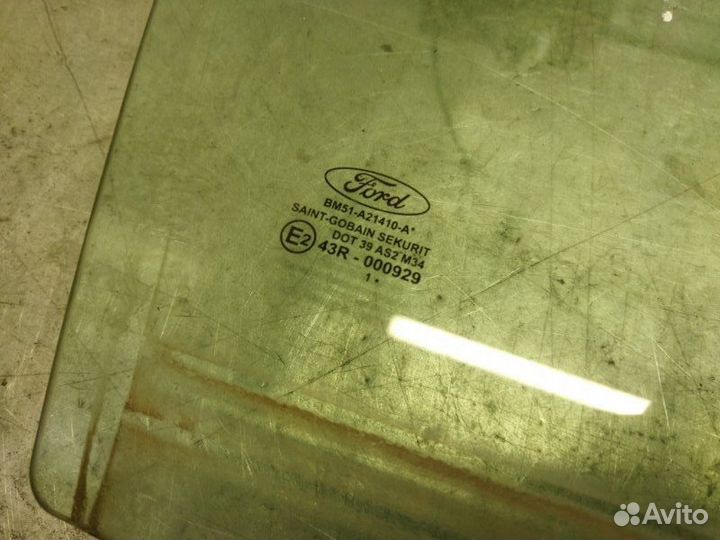 Ford
BM51-A21410-A*
SAINT-GOBAIN SEKURIT
DOT 39 AS2 M34
E2 43R - 000929
1 •
Avito